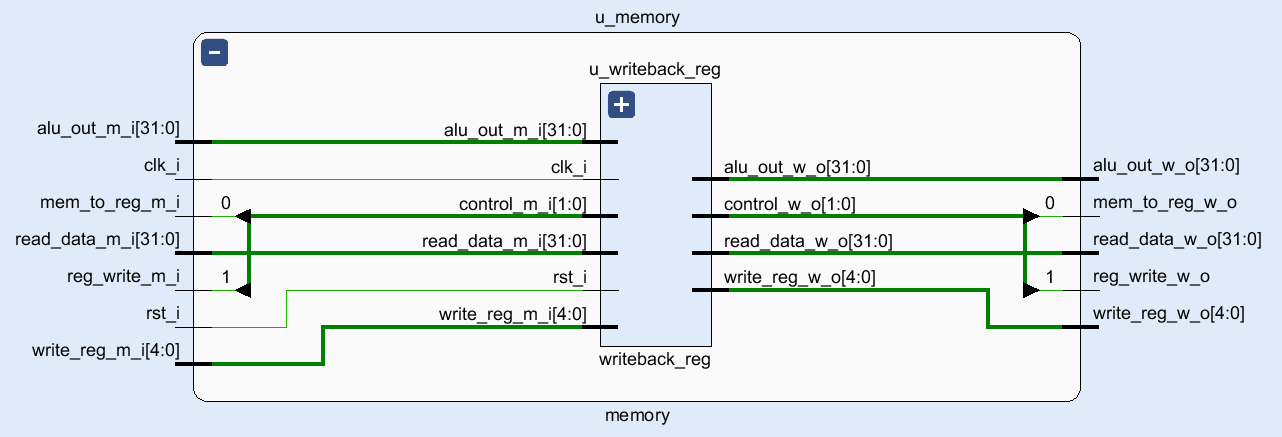 u_memory
u_writeback_reg
alu_out_m_i[31:0]
clk_i
mem_to_reg_m_i
read_data_m_i[31:0]
reg_write_m_i
rst_i
write_reg_m_i[4:0]
0
1
alu_out_m_i[31:0]
clk_i
control_m_i[1:0]
read_data_m_i[31:0]
rst_i
write_reg_m_i[4:0]
alu_out_w_o[31:0]
control_w_o[1:0]
read_data_w_o[31:0]
write_reg_w_o[4:0]
0
1
alu_out_w_o[31:0]
mem_to_reg_w_o
read_data_w_o[31:0]
reg_write_w_o
write_reg_w_o[4:0]
writeback_reg
memory